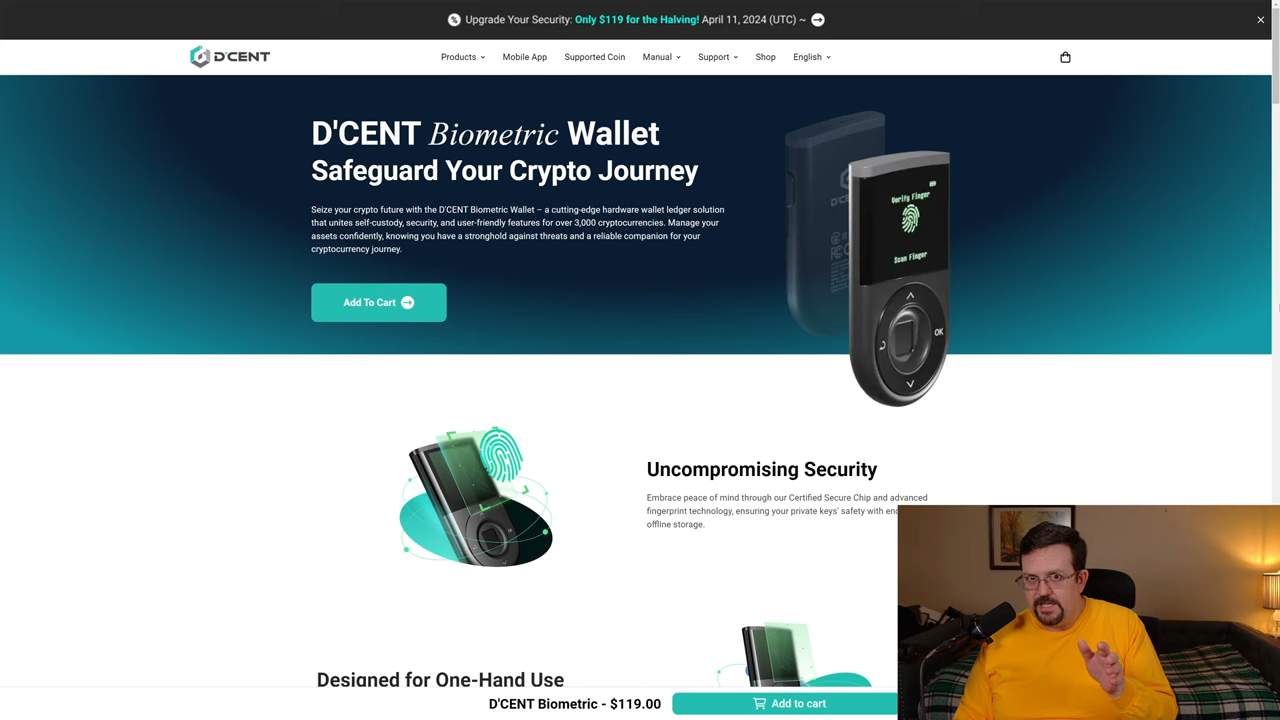 Upgrade Your Security: Only $119 for the Halving! April 11, 2024 (UTC) ~
D'CENT
Products
Mobile App
Supported Coin
Manual
Support
Shop
English
D'CENT Biometric Wallet
Safeguard Your Crypto Journey
Seize your crypto future with the D'CENT Biometric Wallet – a cutting-edge hardware wallet ledger solution
that unites self-custody, security, and user-friendly features for over 3,000 cryptocurrencies. Manage your
assets confidently, knowing you have a stronghold against threats and a reliable companion for your
cryptocurrency journey.
Add To Cart
Verify Finger
Scan Finger
OK
Uncompromising Security
Embrace peace of mind through our Certified Secure Chip and advanced
fingerprint technology, ensuring your private keys' safety with
offline storage.
Designed for One-Hand Use
D'CENT Biometric - $119.00
Add to cart